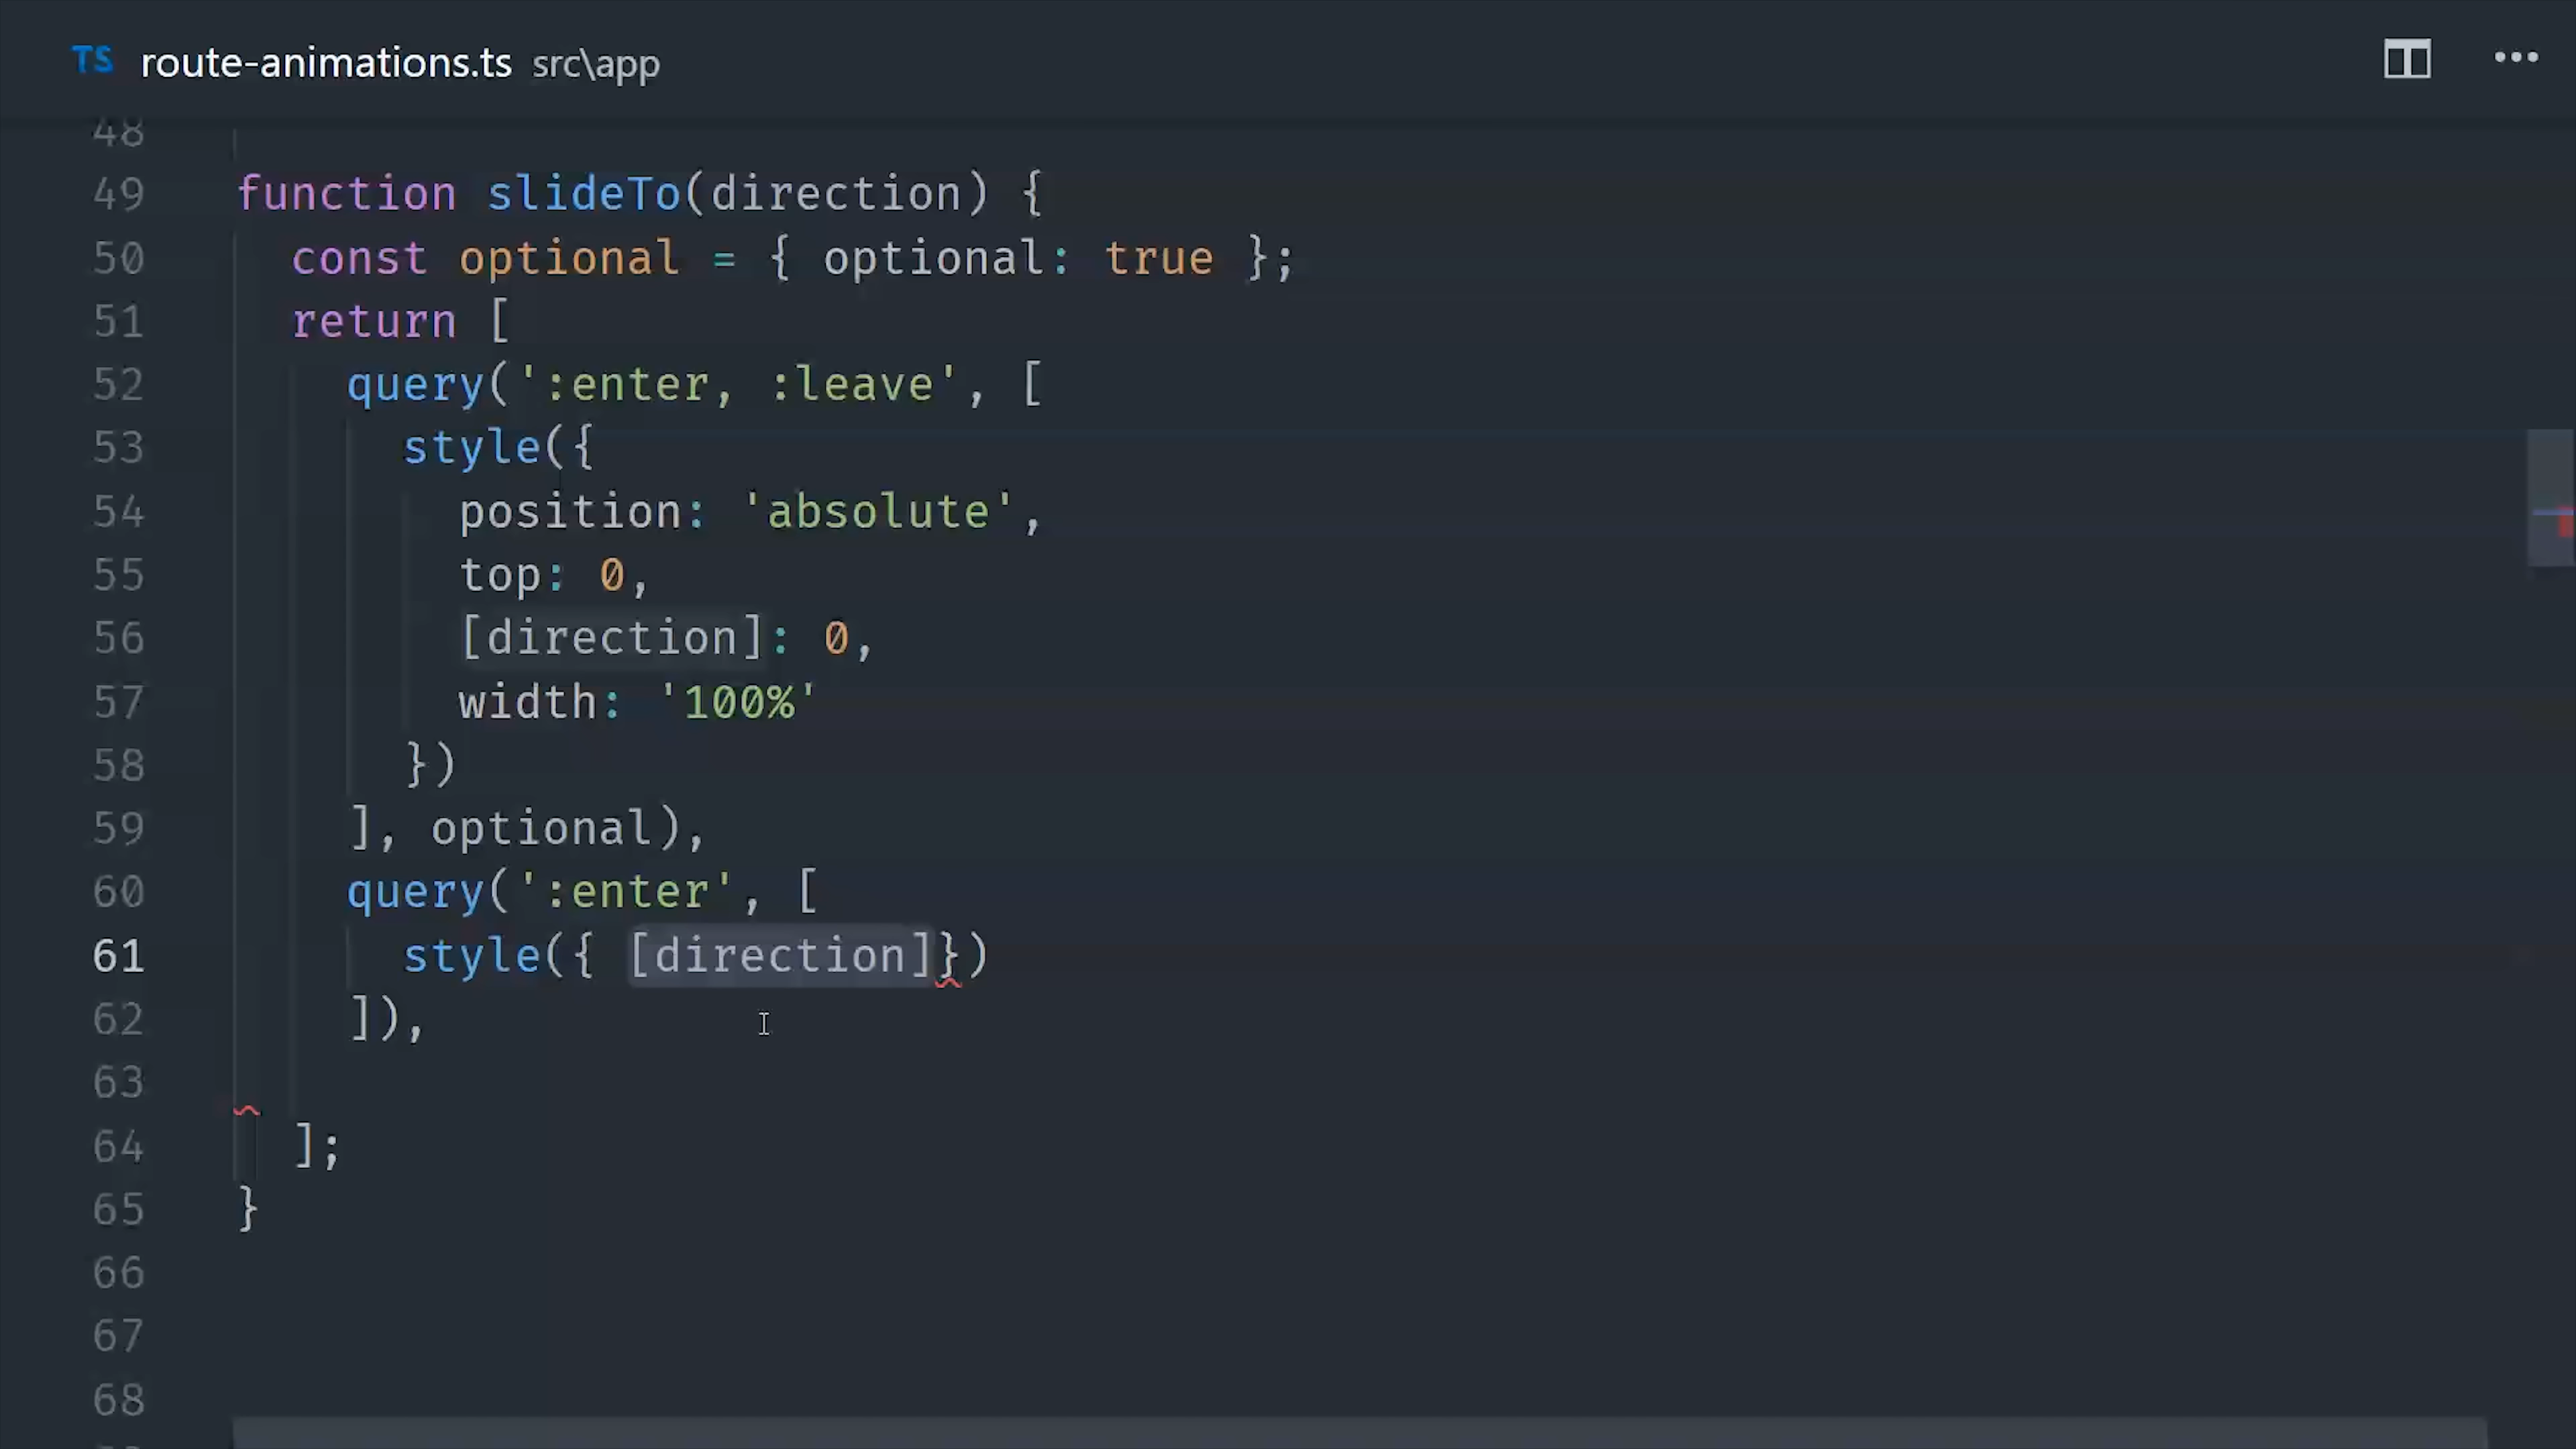 TS route-animations.ts src\app
48
49 function slideTo(direction) {
50 const optional = { optional: true };
51 return [
52 query(':enter, :leave', [
53 style({
54 position: 'absolute',
55 top: 0,
56 [direction]: 0,
57 width: '100%'
58 })
59 ], optional),
60 query(':enter', [
61 style({ [direction]})
62 ]),
63
64 ];
65 }
66
67
68